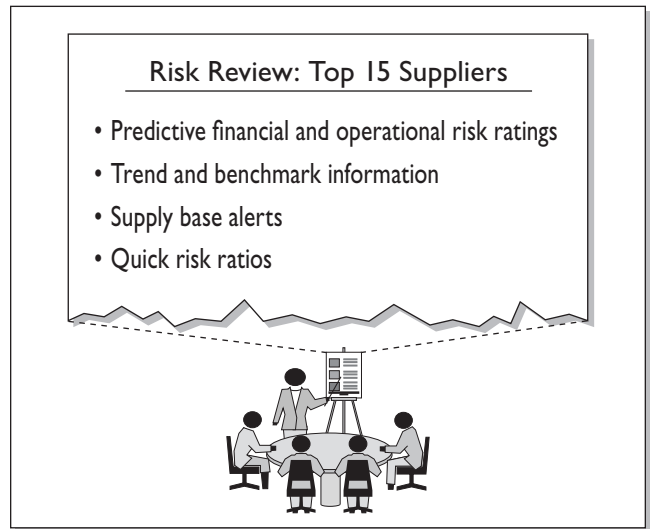 Risk Review: Top 15 Suppliers
• Predictive financial and operational risk ratings
• Trend and benchmark information
• Supply base alerts
• Quick risk ratios